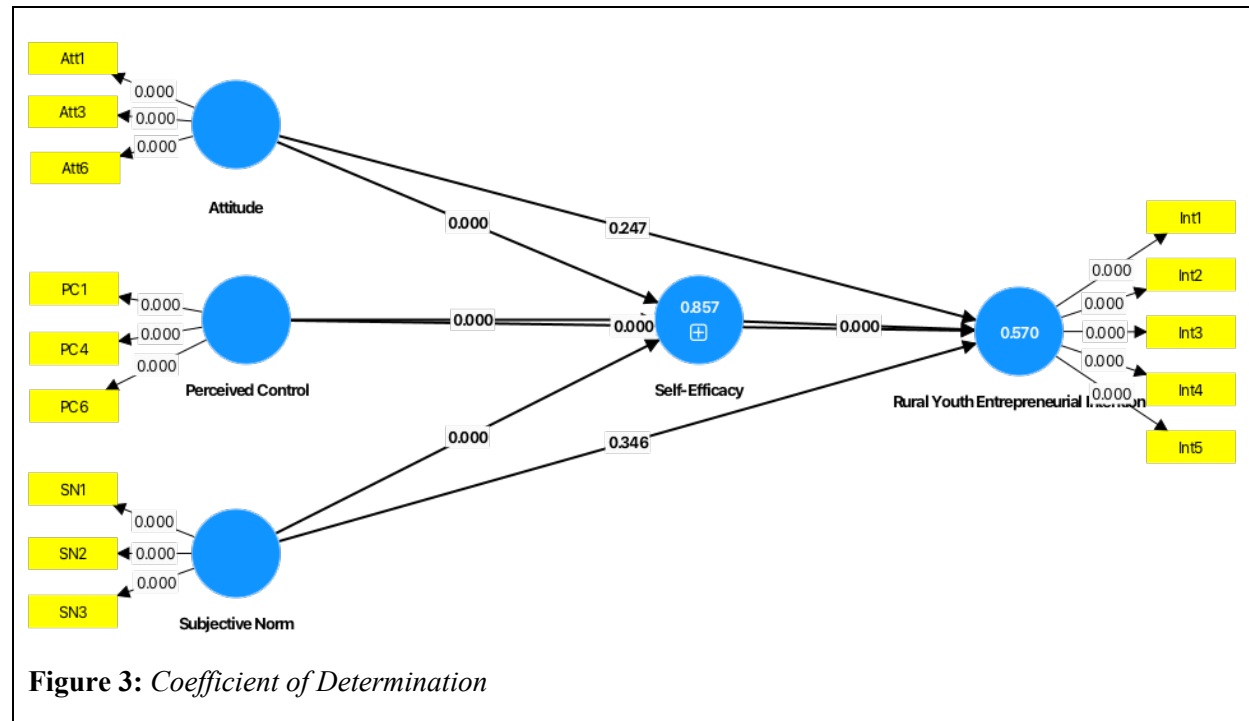 Att1
0.000
Att3
0.000
Att6
0.000
Attitude
0.000
0.247
PC1
0.000
PC4
0.000
PC6
0.000
Perceived Control
0.000
0.000
0.857
Self-Efficacy
0.000
0.570
Rural Youth Entrepreneurial
Int1
0.000
Int2
0.000
Int3
0.000
Int4
0.000
Int5
0.000
SN1
0.000
SN2
0.000
SN3
0.000
Subjective Norm
0.000
0.346
Figure 3: Coefficient of Determination